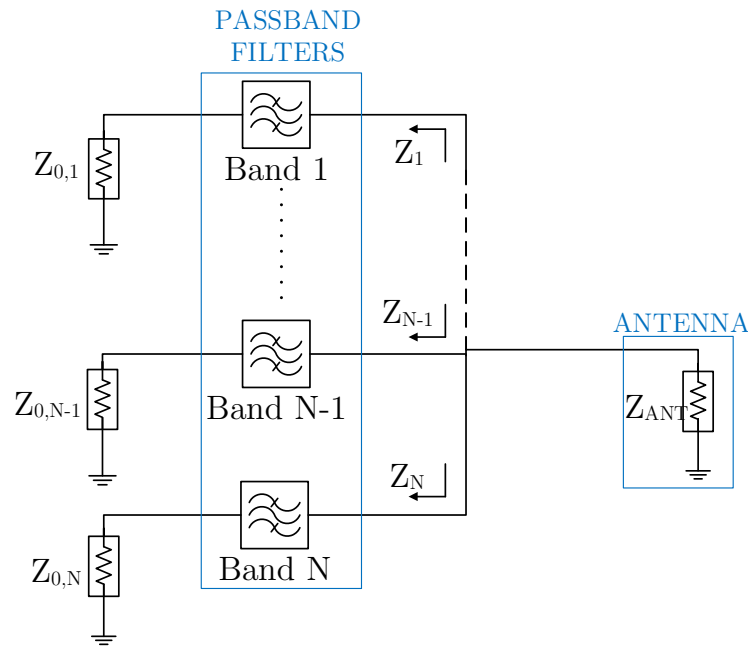 PASSBAND
FILTERS
Z0,1
Band 1
Z1
ZN-1
ANTENNA
Z0,N-1
Band N-1
ZANT
ZN
Z0,N
Band N